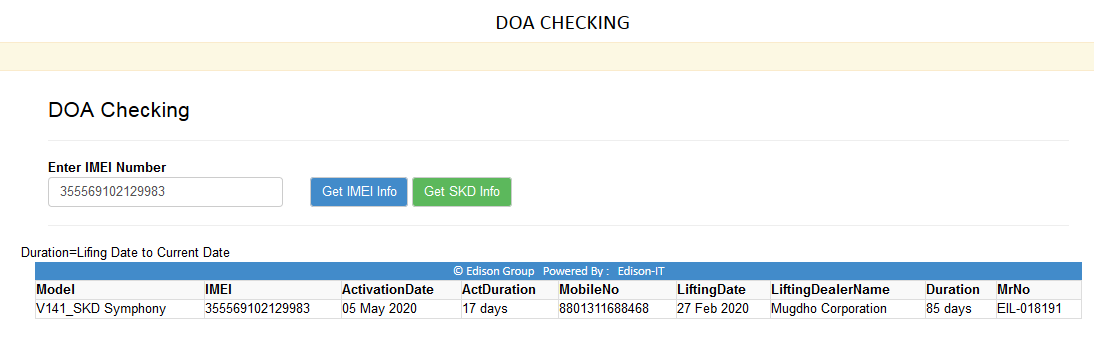 DOA CHECKING
DOA Checking
Enter IMEI Number
355569102129983 Get IMEI Info Get SKD Info
Duration=Lifing Date to Current Date
© Edison Group Powered By : Edison-IT
Model IMEI ActivationDate ActDuration MobileNo LiftingDate LiftingDealerName Duration MrNo
V141_SKD Symphony 355569102129983 05 May 2020 17 days 8801311688468 27 Feb 2020 Mugdho Corporation 85 days EIL-018191